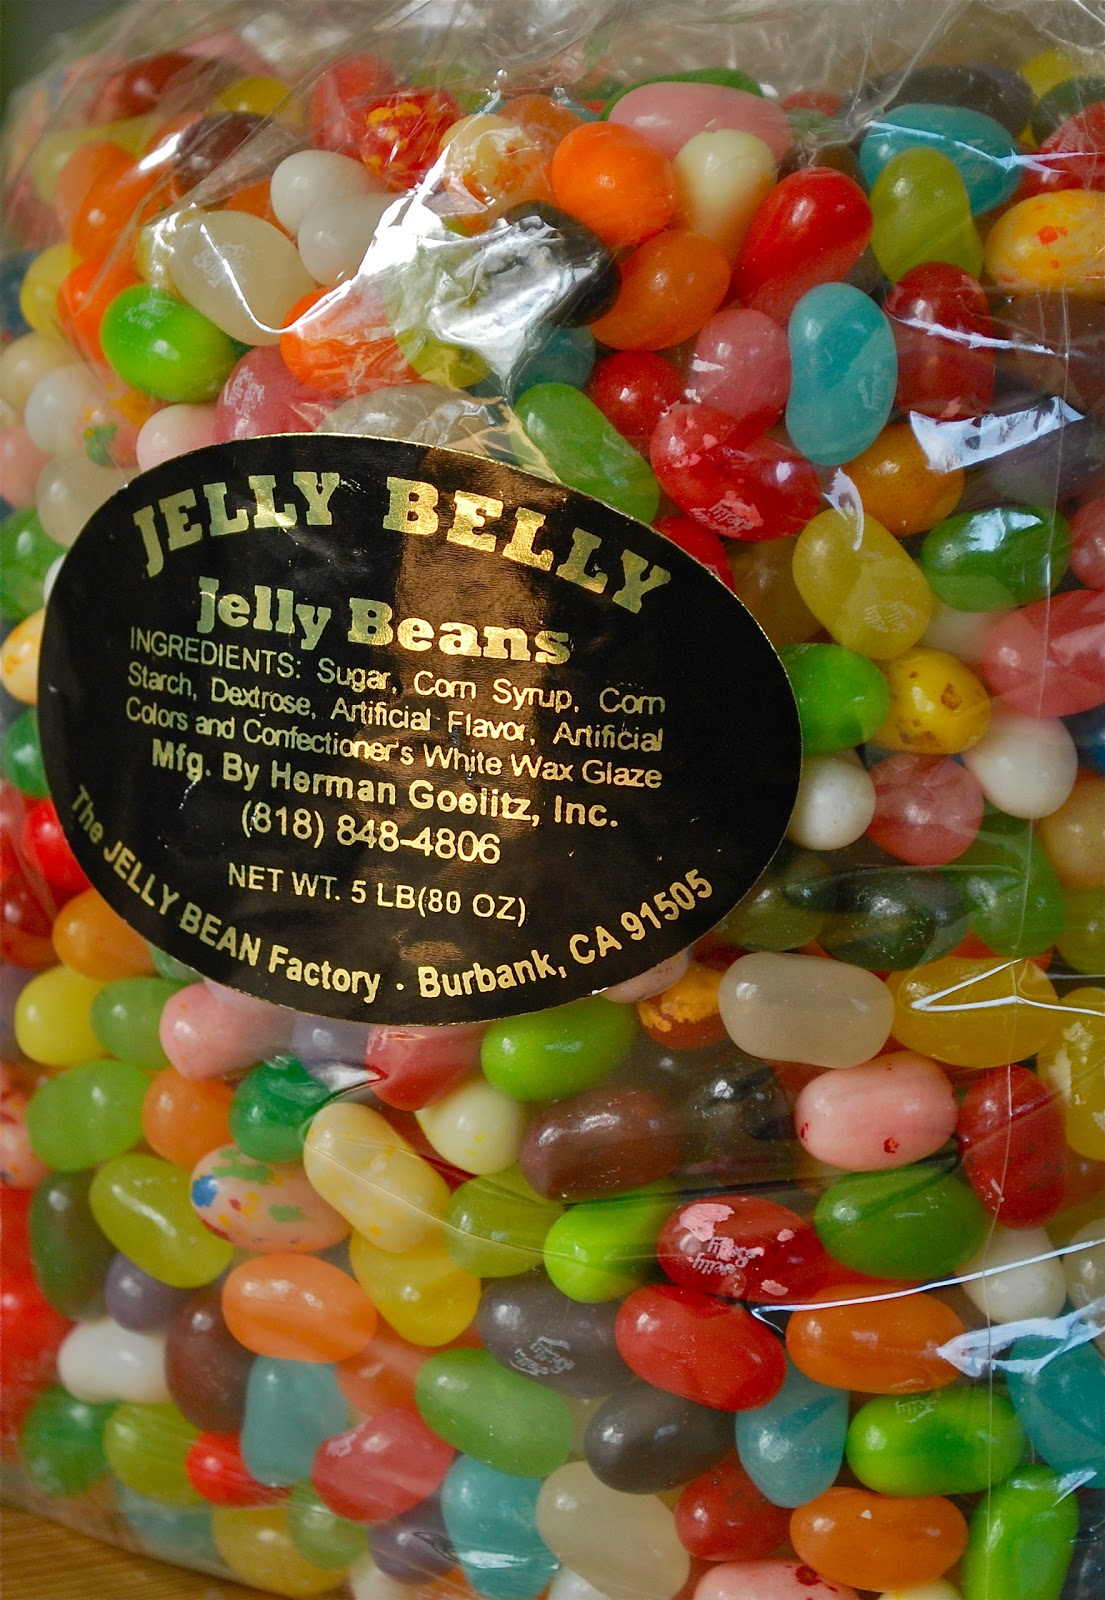 JELLY BELLY
Jelly Beans
INGREDIENTS: Sugar, Corn Syrup, Corn
Starch, Dextrose, Artificial Flavor, Artificial
Colors and Confectioner's White Wax Glaze
Mfg. By Herman Goelitz, Inc.
(818) 848-4806
NET WT. 5 LB(80 OZ)
The JELLY BEAN Factory · Burbank, CA 91505
Jelly
Belly